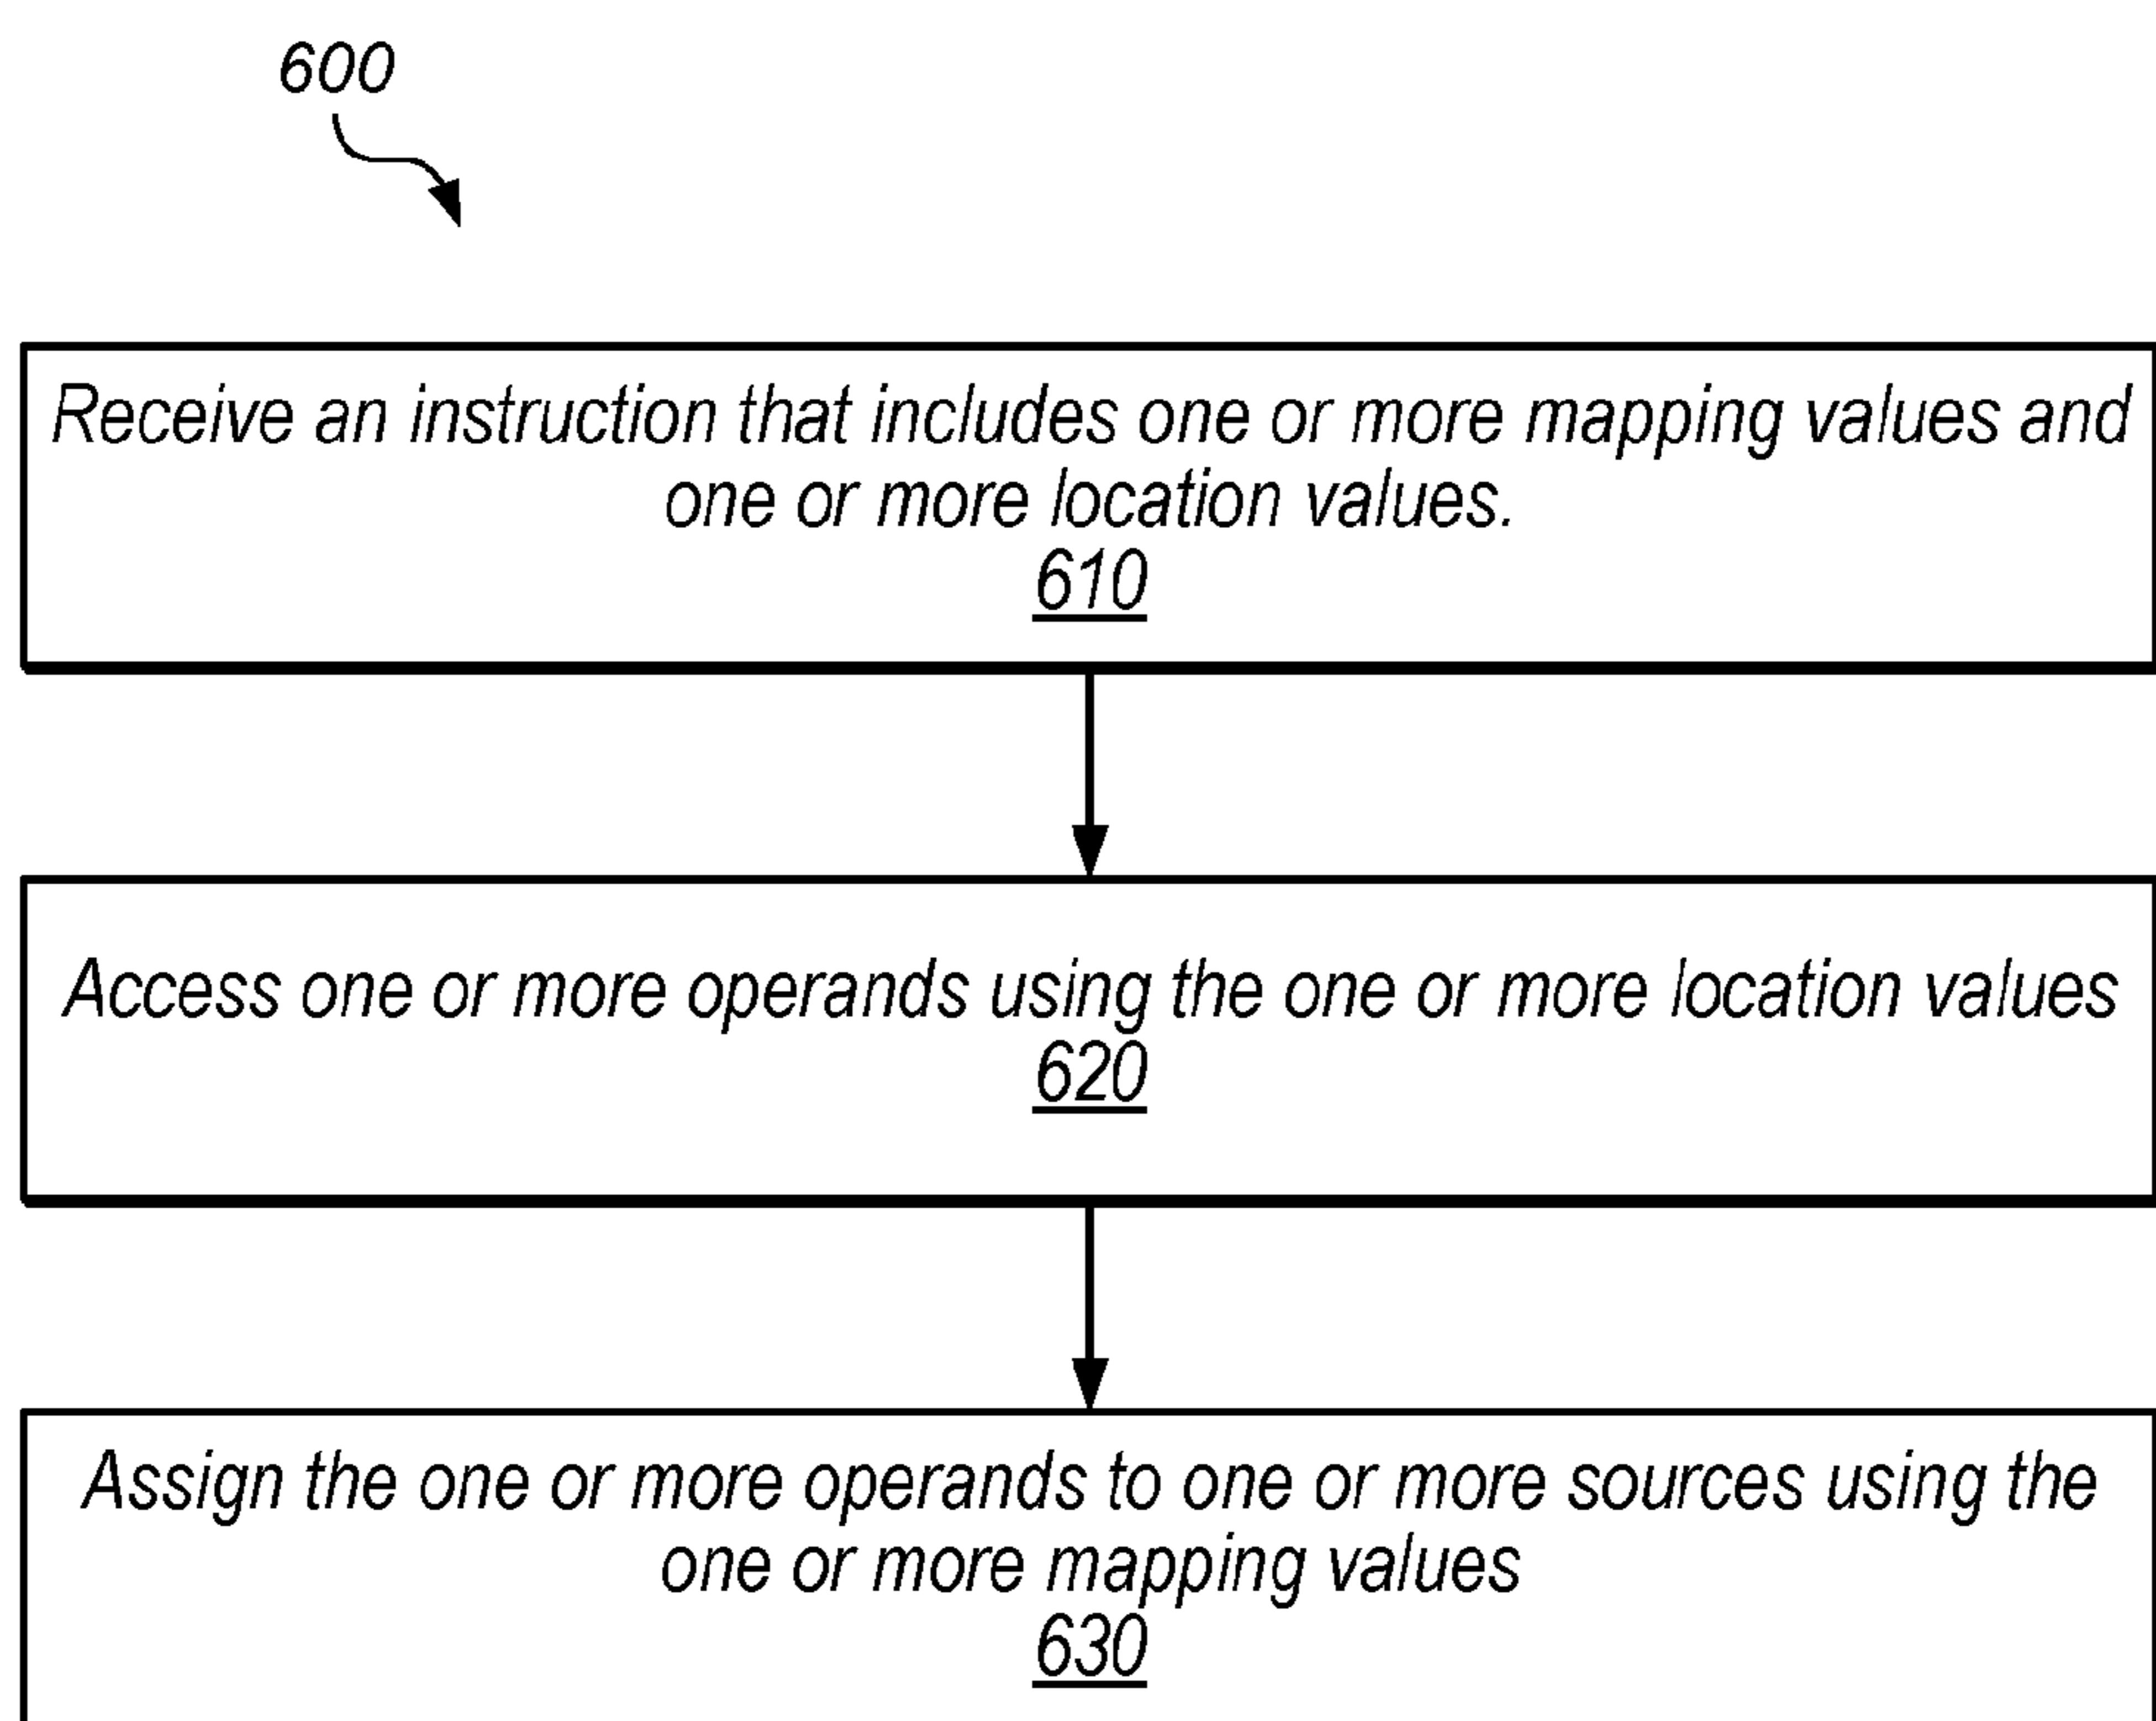 600
Receive an instruction that includes one or more mapping values and
one or more location values.
610
Access one or more operands using the one or more location values
620
Assign the one or more operands to one or more sources using the
one or more mapping values
630